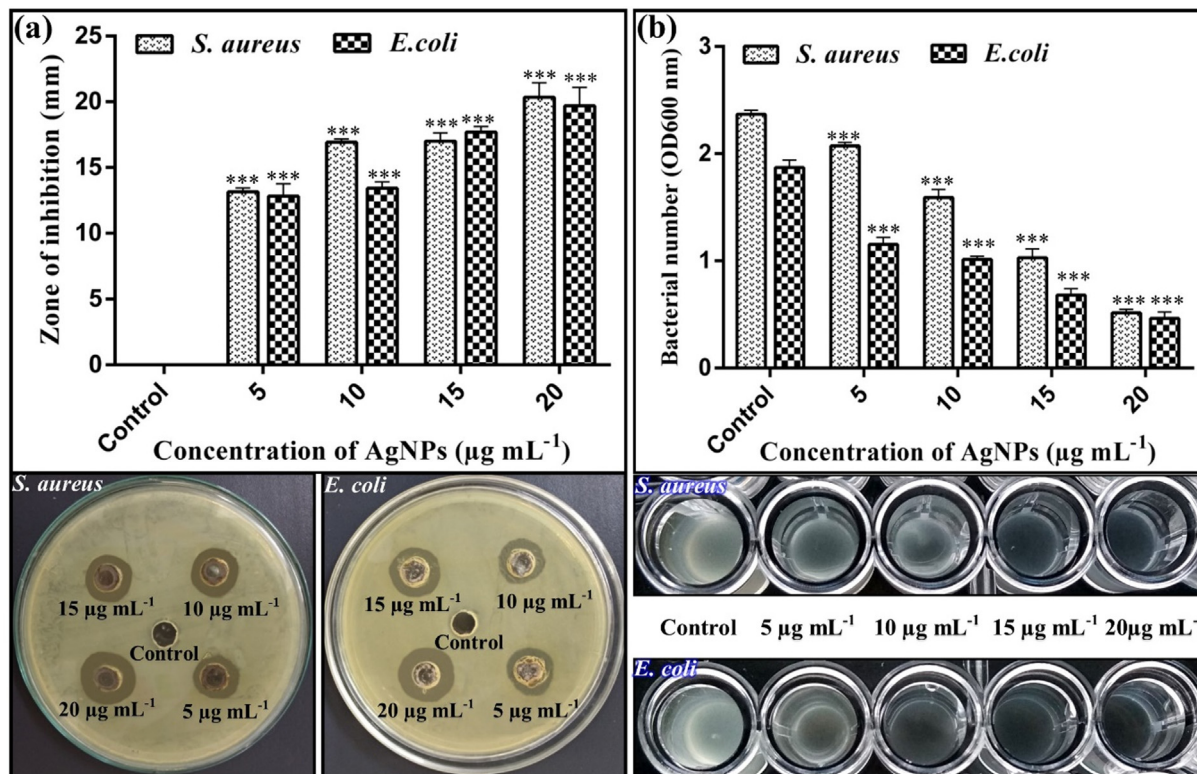 (a)
S. aureus E.coli
Zone of inhibition (mm)
25
20
15
10
5
0
*** ***
*** ***
*** ***
*** ***
Control 5 10 15 20
Concentration of AgNPs (µg mL-1)
(b)
S. aureus E.coli
Bacterial number (OD600 nm)
3
2
1
0
*** ***
*** ***
*** ***
*** ***
Control 5 10 15 20
Concentration of AgNPs (µg mL-1)
S. aureus
15 µg mL-1 10 µg mL-1
Control
20 µg mL-1 5 µg mL-1
E. coli
15 µg mL-1 10 µg mL-1
Control
20 µg mL-1 5 µg mL-1
S. aureus
Control 5 µg mL-1 10 µg mL-1 15 µg mL-1 20µg mL-
E. coli